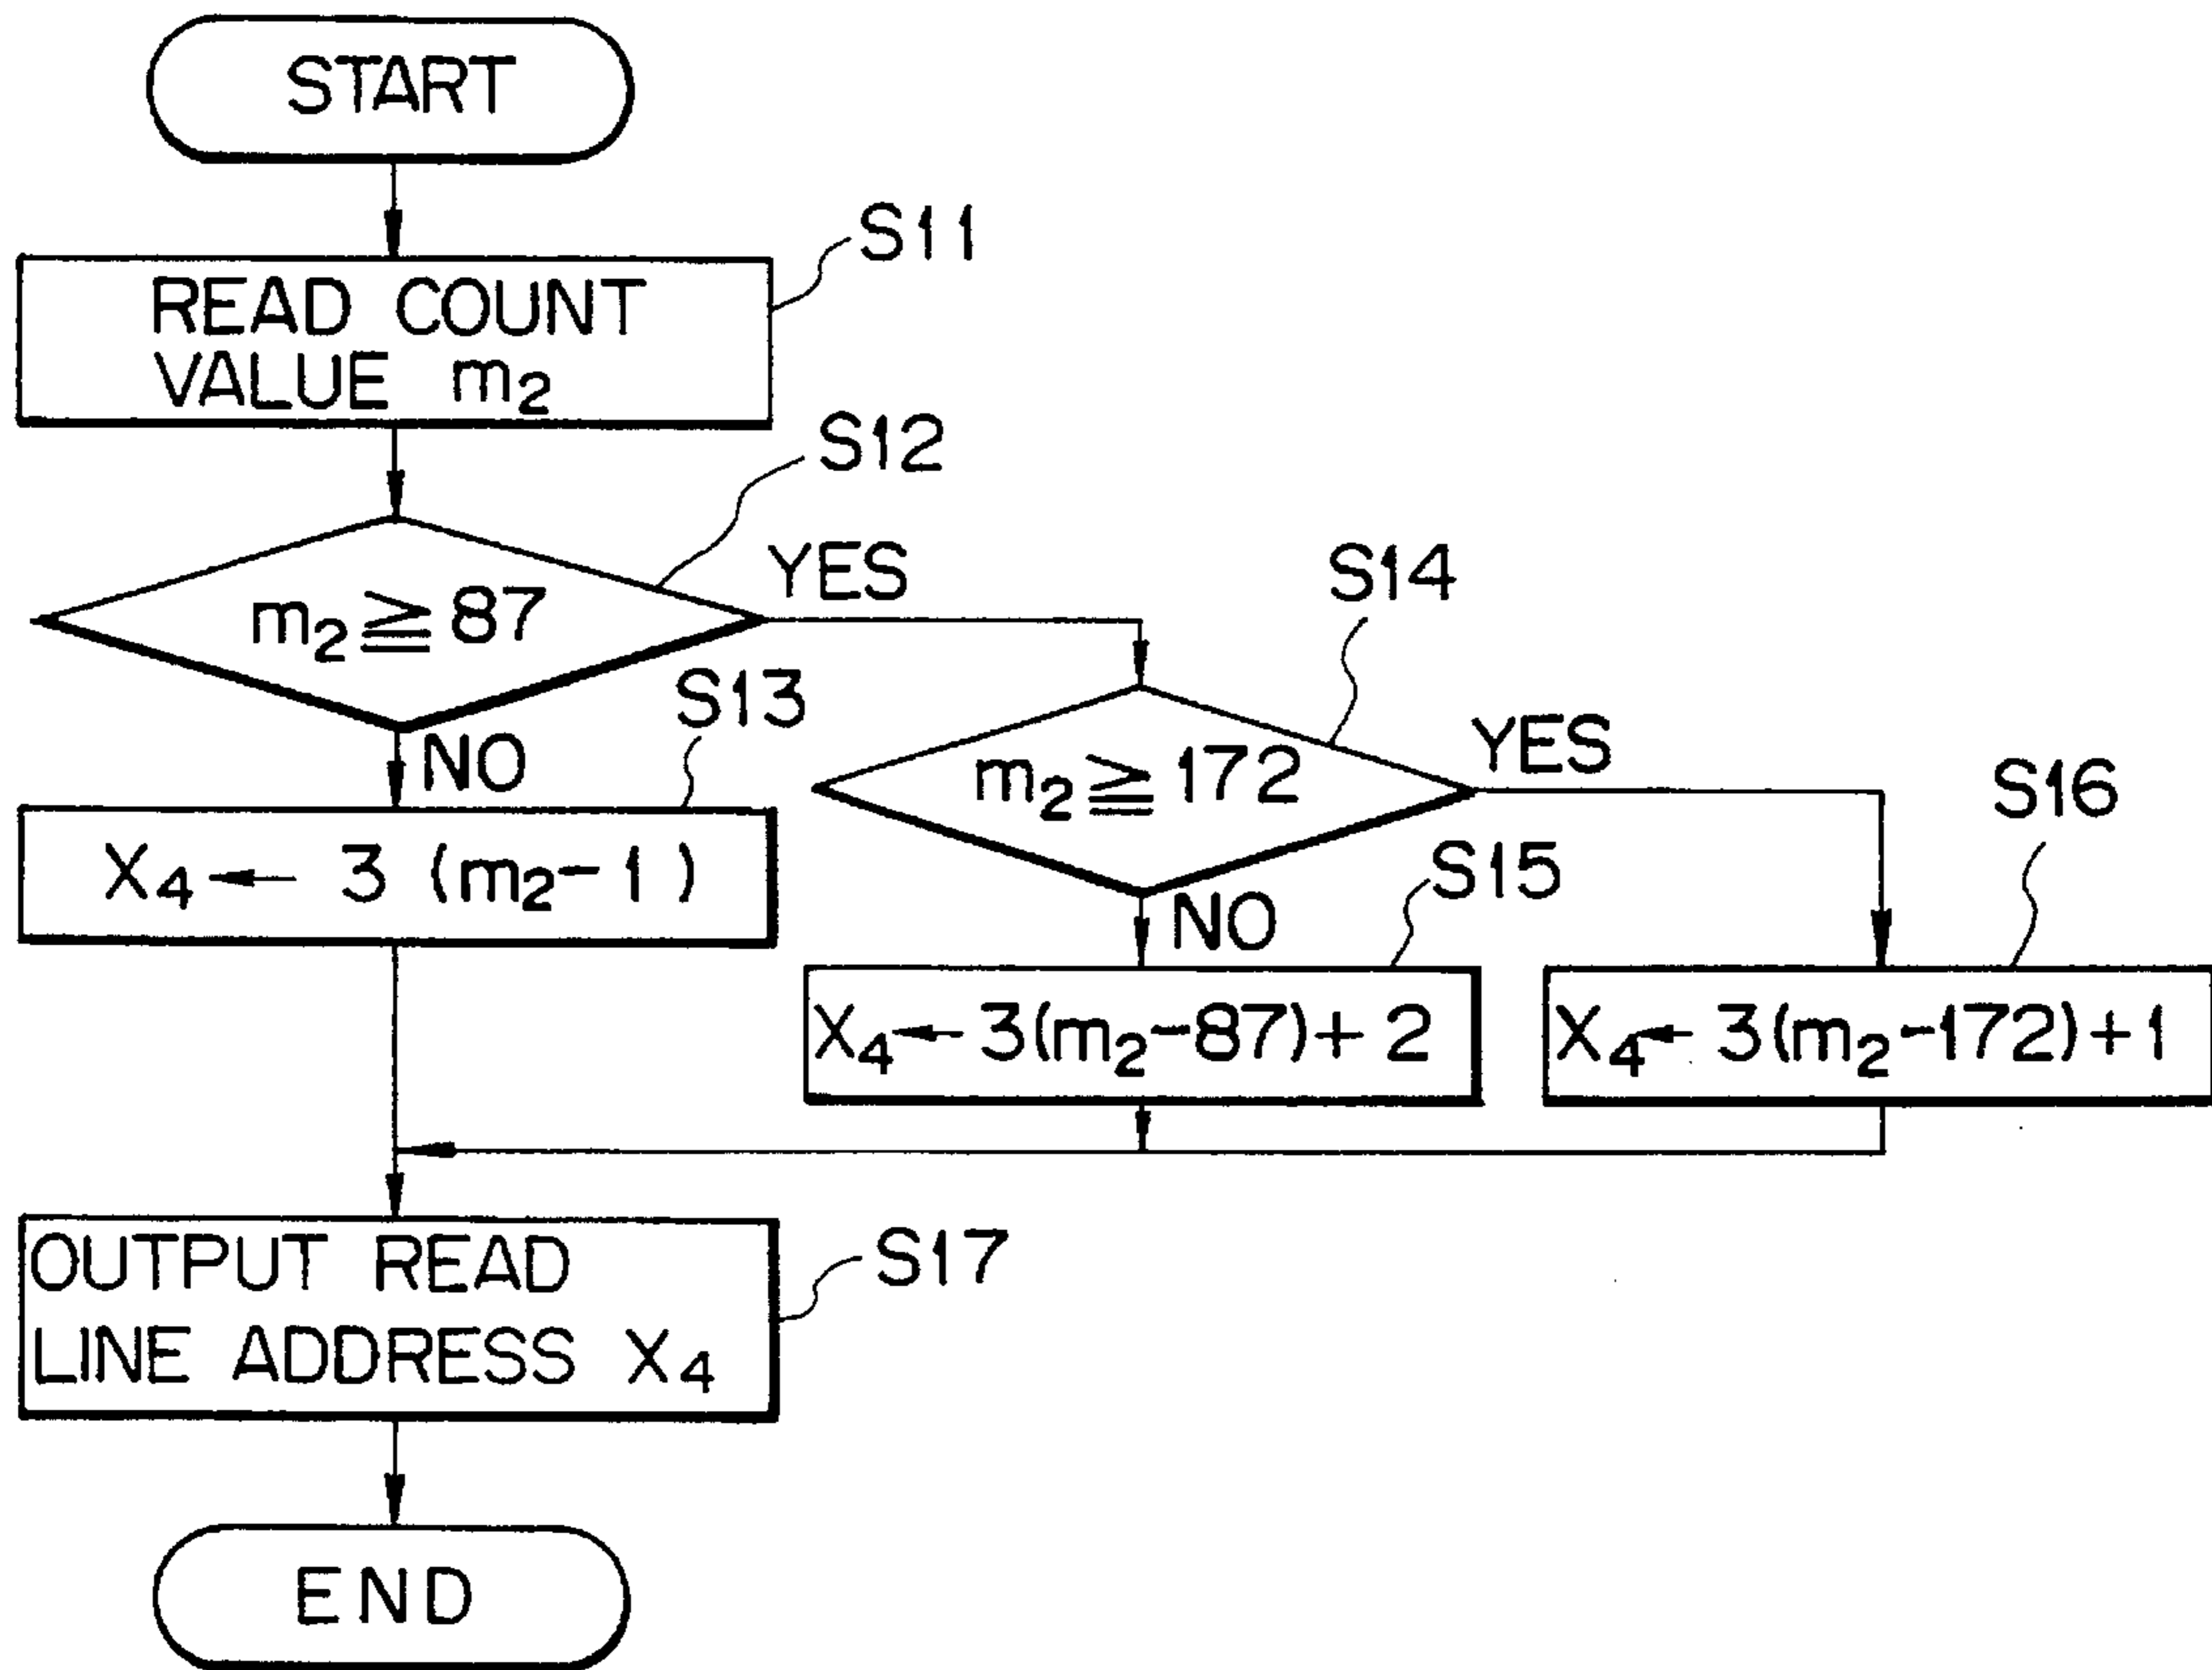 START
S11
READ COUNT
VALUE m₂
S12
m₂≧87
YES
S14
S13
NO
m₂≧172
YES
S16
X₄← 3 (m₂-1)
S15
NO
X₄← 3(m₂-87)+2
X₄← 3(m₂-172)+1
OUTPUT READ
LINE ADDRESS X₄
S17
END